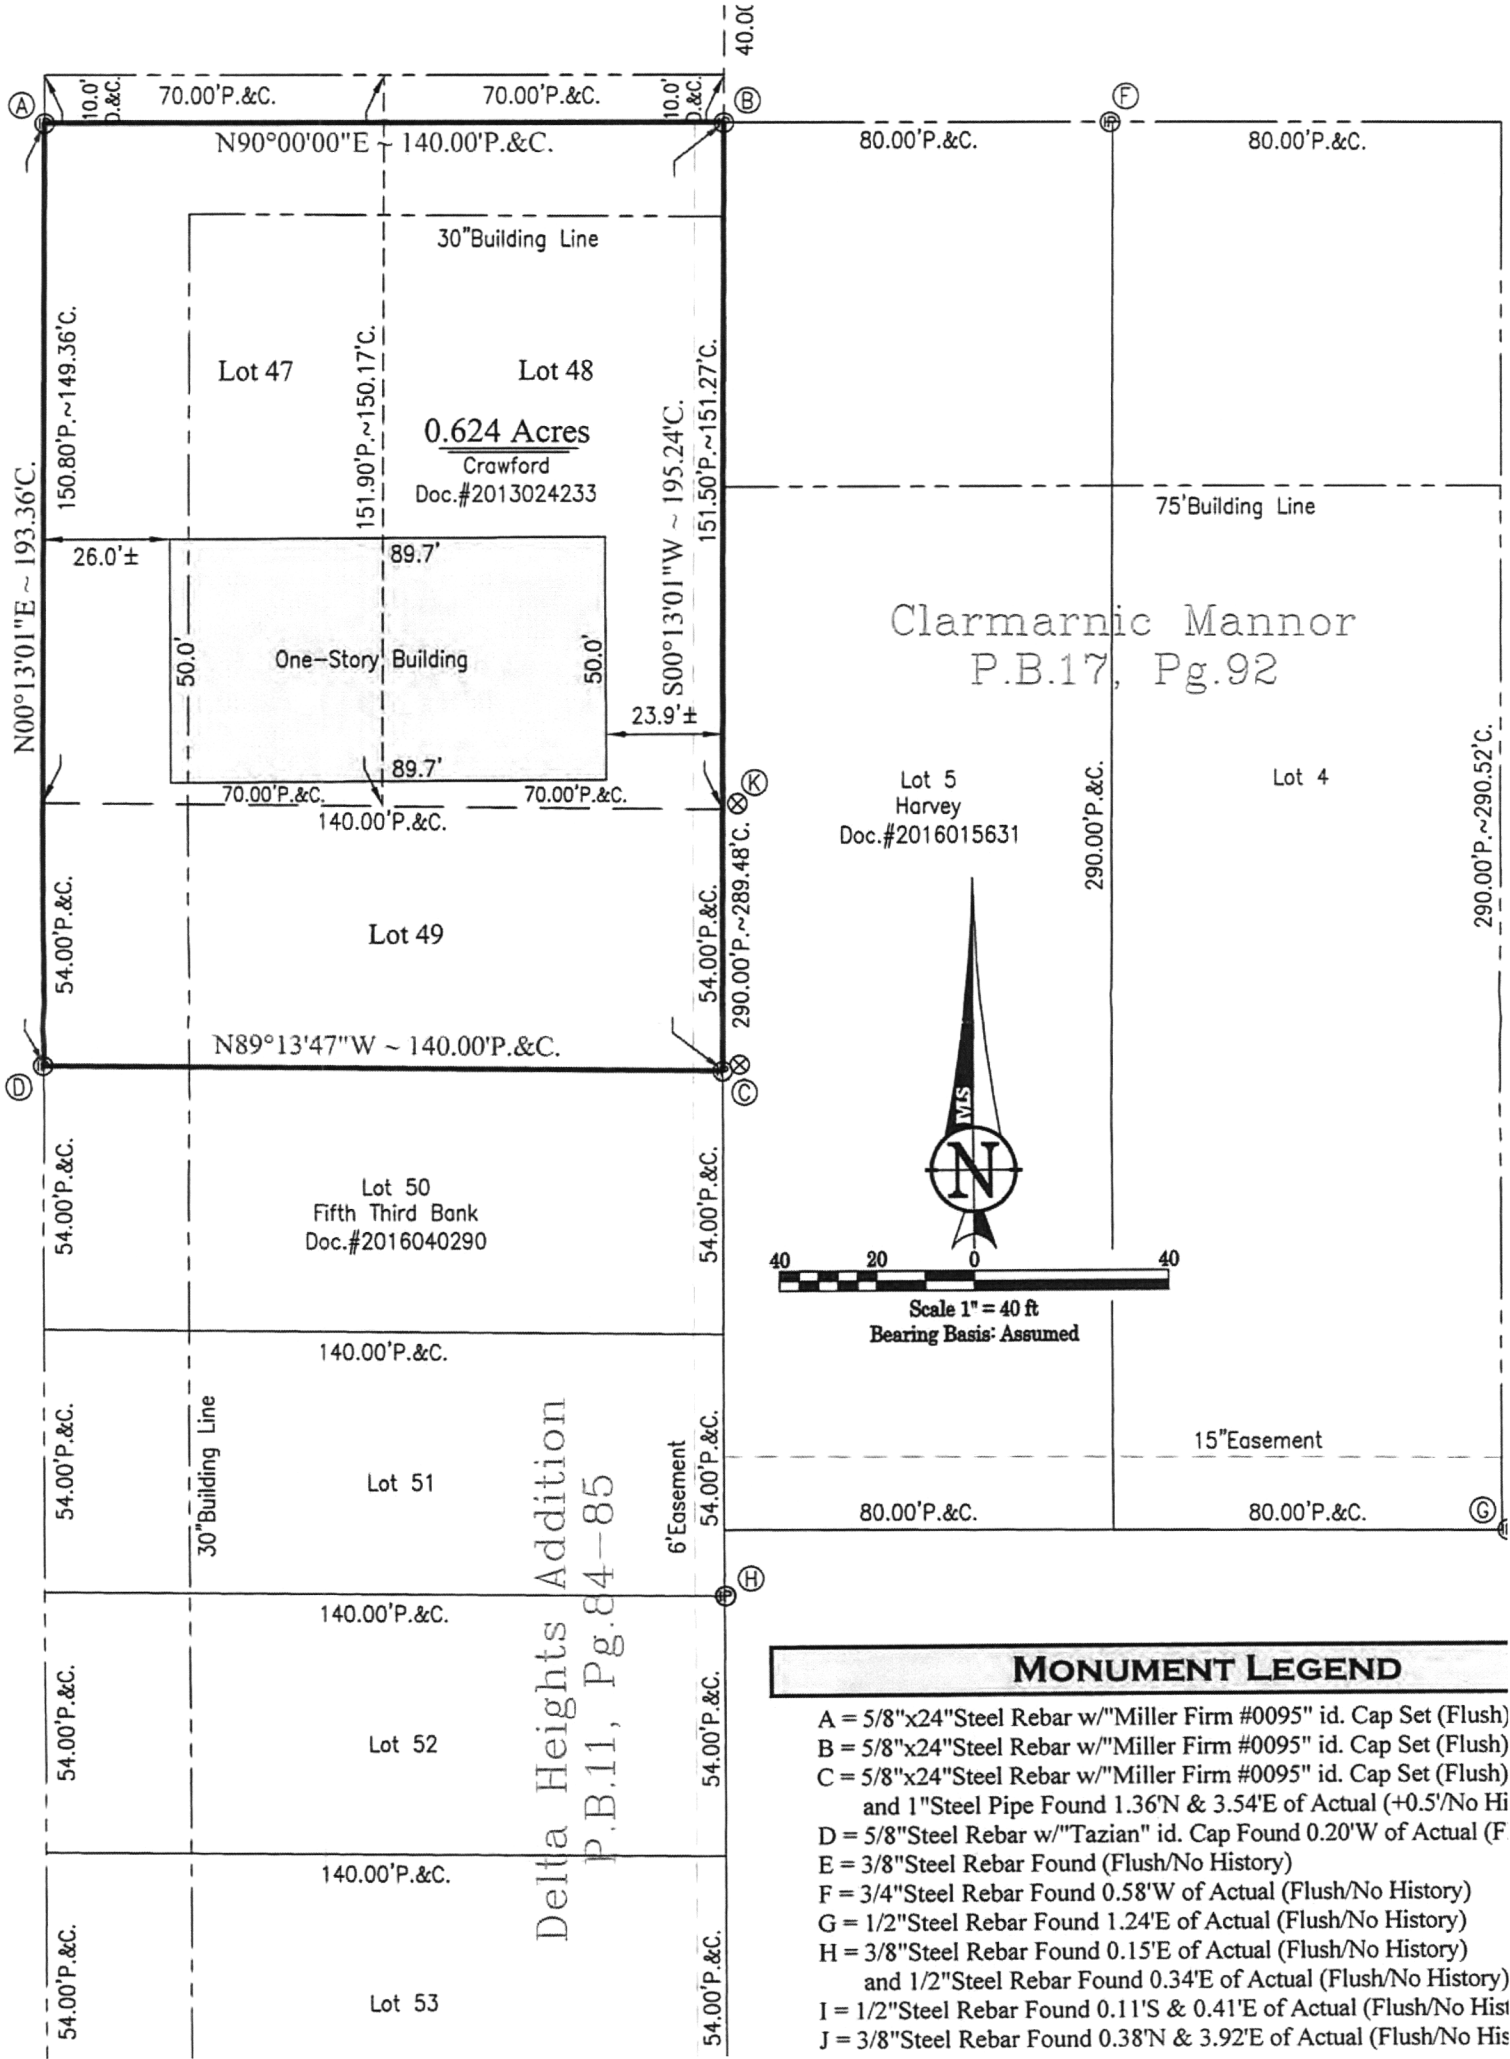 40.0(
A
10.0'
D.&C.
70.00'P.&C.
70.00'P.&C.
10.0'
D.&C.
B
F
N90°00'00"E ~ 140.00'P.&C.
80.00'P.&C.
80.00'P.&C.
30"Building Line
150.80'P.~149.36'C.
Lot 47
151.90'P.~150.17'C.
Lot 48
151.50'P.~151.27'C.
0.624 Acres
Crawford
Doc.#2013024233
N00°13'01"E ~ 193.36'C.
S00°13'01"W ~ 195.24'C.
75'Building Line
26.0'±
89.7'
50.0'
One-Story Building
50.0'
23.9'±
89.7'
Clarmarnic Mannor
P.B.17, Pg.92
70.00'P.&C.
70.00'P.&C.
140.00'P.&C.
K
Lot 5
Harvey
Doc.#2016015631
290.00'P.&C.
Lot 4
290.00'P.~290.52'C.
54.00'P.&C.
Lot 49
54.00'P.&C.
290.00'P.~289.48'C.
N89°13'47"W ~ 140.00'P.&C.
D
C
MS
N
54.00'P.&C.
Lot 50
Fifth Third Bank
Doc.#2016040290
54.00'P.&C.
40 20 0 40
Scale 1" = 40 ft
Bearing Basis: Assumed
140.00'P.&C.
54.00'P.&C.
30"Building Line
Lot 51
Delta Heights Addition
P.B.11, Pg.84-85
6'Easement
54.00'P.&C.
15"Easement
80.00'P.&C.
80.00'P.&C.
G
H
IP
140.00'P.&C.
54.00'P.&C.
Lot 52
54.00'P.&C.
140.00'P.&C.
54.00'P.&C.
Lot 53
54.00'P.&C.
MONUMENT LEGEND
A = 5/8"x24"Steel Rebar w/"Miller Firm #0095" id. Cap Set (Flush)
B = 5/8"x24"Steel Rebar w/"Miller Firm #0095" id. Cap Set (Flush)
C = 5/8"x24"Steel Rebar w/"Miller Firm #0095" id. Cap Set (Flush)
and 1"Steel Pipe Found 1.36'N & 3.54'E of Actual (+0.5'/No Hi
D = 5/8"Steel Rebar w/"Tazian" id. Cap Found 0.20'W of Actual (F
E = 3/8"Steel Rebar Found (Flush/No History)
F = 3/4"Steel Rebar Found 0.58'W of Actual (Flush/No History)
G = 1/2"Steel Rebar Found 1.24'E of Actual (Flush/No History)
H = 3/8"Steel Rebar Found 0.15'E of Actual (Flush/No History)
and 1/2"Steel Rebar Found 0.34'E of Actual (Flush/No History)
I = 1/2"Steel Rebar Found 0.11'S & 0.41'E of Actual (Flush/No Hist
J = 3/8"Steel Rebar Found 0.38'N & 3.92'E of Actual (Flush/No His